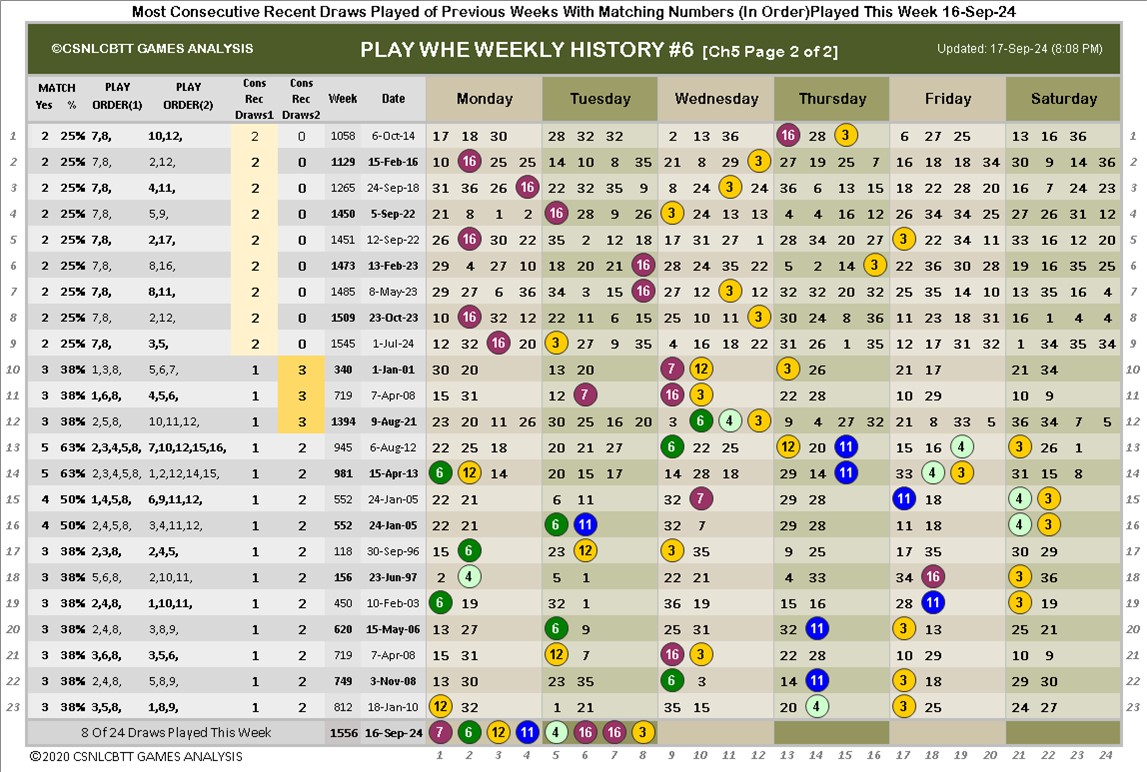 Most Consecutive Recent Draws Played of Previous Weeks With Matching Numbers (In Order)Played This Week 16-Sep-24
©CSNLCBTT GAMES ANALYSIS PLAY WHE WEEKLY HISTORY #6 [Ch5 Page 2 of 2] Updated: 17-Sep-24 (8:08 PM)
MATCH Yes % PLAY ORDER(1) PLAY ORDER(2) Cons Rec Draws1 Cons Rec Draws2 Week Date Monday Tuesday Wednesday Thursday Friday Saturday
1 2 25% 7,8, 10,12, 2 0 1058 6-Oct-14 17 18 30 28 32 32 2 13 36 16 28 3 6 27 25 13 16 36 1
2 2 25% 7,8, 2,12, 2 0 1129 15-Feb-16 10 16 25 25 14 10 8 35 21 8 29 3 27 19 25 7 16 18 18 34 30 9 14 36 2
3 2 25% 7,8, 4,11, 2 0 1265 24-Sep-18 31 36 26 16 22 32 35 9 8 24 3 24 36 6 13 15 18 22 28 20 16 7 24 23 3
4 2 25% 7,8, 5,9, 2 0 1450 5-Sep-22 21 8 1 2 16 28 9 26 3 24 13 13 4 4 16 12 26 34 34 25 27 26 31 12 4
5 2 25% 7,8, 2,17, 2 0 1451 12-Sep-22 26 16 30 22 35 2 12 18 17 31 27 1 28 34 20 27 3 22 34 11 33 16 12 20 5
6 2 25% 7,8, 8,16, 2 0 1473 13-Feb-23 29 4 27 10 18 20 21 16 28 24 35 22 5 2 14 3 22 36 30 28 19 16 35 25 6
7 2 25% 7,8, 8,11, 2 0 1485 8-May-23 29 27 6 36 34 3 15 16 27 12 3 12 32 32 20 32 25 35 14 10 13 35 16 4 7
8 2 25% 7,8, 2,12, 2 0 1509 23-Oct-23 10 16 32 12 22 11 6 15 25 10 11 3 30 24 8 36 11 23 18 31 16 1 4 4 8
9 2 25% 7,8, 3,5, 2 0 1545 1-Jul-24 12 32 16 20 3 27 9 35 4 16 18 22 31 26 1 35 12 17 31 32 1 34 35 34 9
10 3 38% 1,3,8, 5,6,7, 1 3 340 1-Jan-01 30 20 13 20 7 12 3 26 21 17 21 34 10
11 3 38% 1,6,8, 4,5,6, 1 3 719 7-Apr-08 15 31 12 7 16 3 22 28 10 29 10 9 11
12 3 38% 2,5,8, 10,11,12, 1 3 1394 9-Aug-21 23 20 11 26 30 25 16 20 3 6 4 3 9 4 27 32 21 8 33 5 36 34 7 5 12
13 5 63% 2,3,4,5,8, 7,10,12,15,16, 1 2 945 6-Aug-12 22 25 18 20 21 27 6 22 25 12 20 11 15 16 4 3 26 1 13
14 5 63% 2,3,4,5,8, 1,2,12,14,15, 1 2 981 15-Apr-13 6 12 14 20 15 17 14 28 18 29 14 11 33 4 3 31 15 8 14
15 4 50% 1,4,5,8, 6,9,11,12, 1 2 552 24-Jan-05 22 21 6 11 32 7 29 28 11 18 4 3 15
16 4 50% 2,4,5,8, 3,4,11,12, 1 2 552 24-Jan-05 22 21 6 11 32 7 29 28 11 18 4 3 16
17 3 38% 2,3,8, 2,4,5, 1 2 118 30-Sep-96 15 6 23 12 3 35 9 25 17 35 30 29 17
18 3 38% 5,6,8, 2,10,11, 1 2 156 23-Jun-97 2 4 5 1 22 21 4 33 34 16 3 36 18
19 3 38% 2,4,8, 1,10,11, 1 2 450 10-Feb-03 6 19 32 1 36 19 15 16 28 11 3 19 19
20 3 38% 2,4,8, 3,8,9, 1 2 620 15-May-06 13 27 6 9 25 31 32 11 3 13 25 21 20
21 3 38% 3,6,8, 3,5,6, 1 2 719 7-Apr-08 15 31 12 7 16 3 22 28 10 29 10 9 21
22 3 38% 2,4,8, 5,8,9, 1 2 749 3-Nov-08 13 30 23 35 6 3 14 11 3 18 29 30 22
23 3 38% 3,5,8, 1,8,9, 1 2 812 18-Jan-10 12 32 1 21 35 15 20 4 3 25 24 27 23
8 Of 24 Draws Played This Week 1556 16-Sep-24 7 6 12 11 4 16 16 3
©2020 CSNLCBTT GAMES ANALYSIS 1 2 3 4 5 6 7 8 9 10 11 12 13 14 15 16 17 18 19 20 21 22 23 24